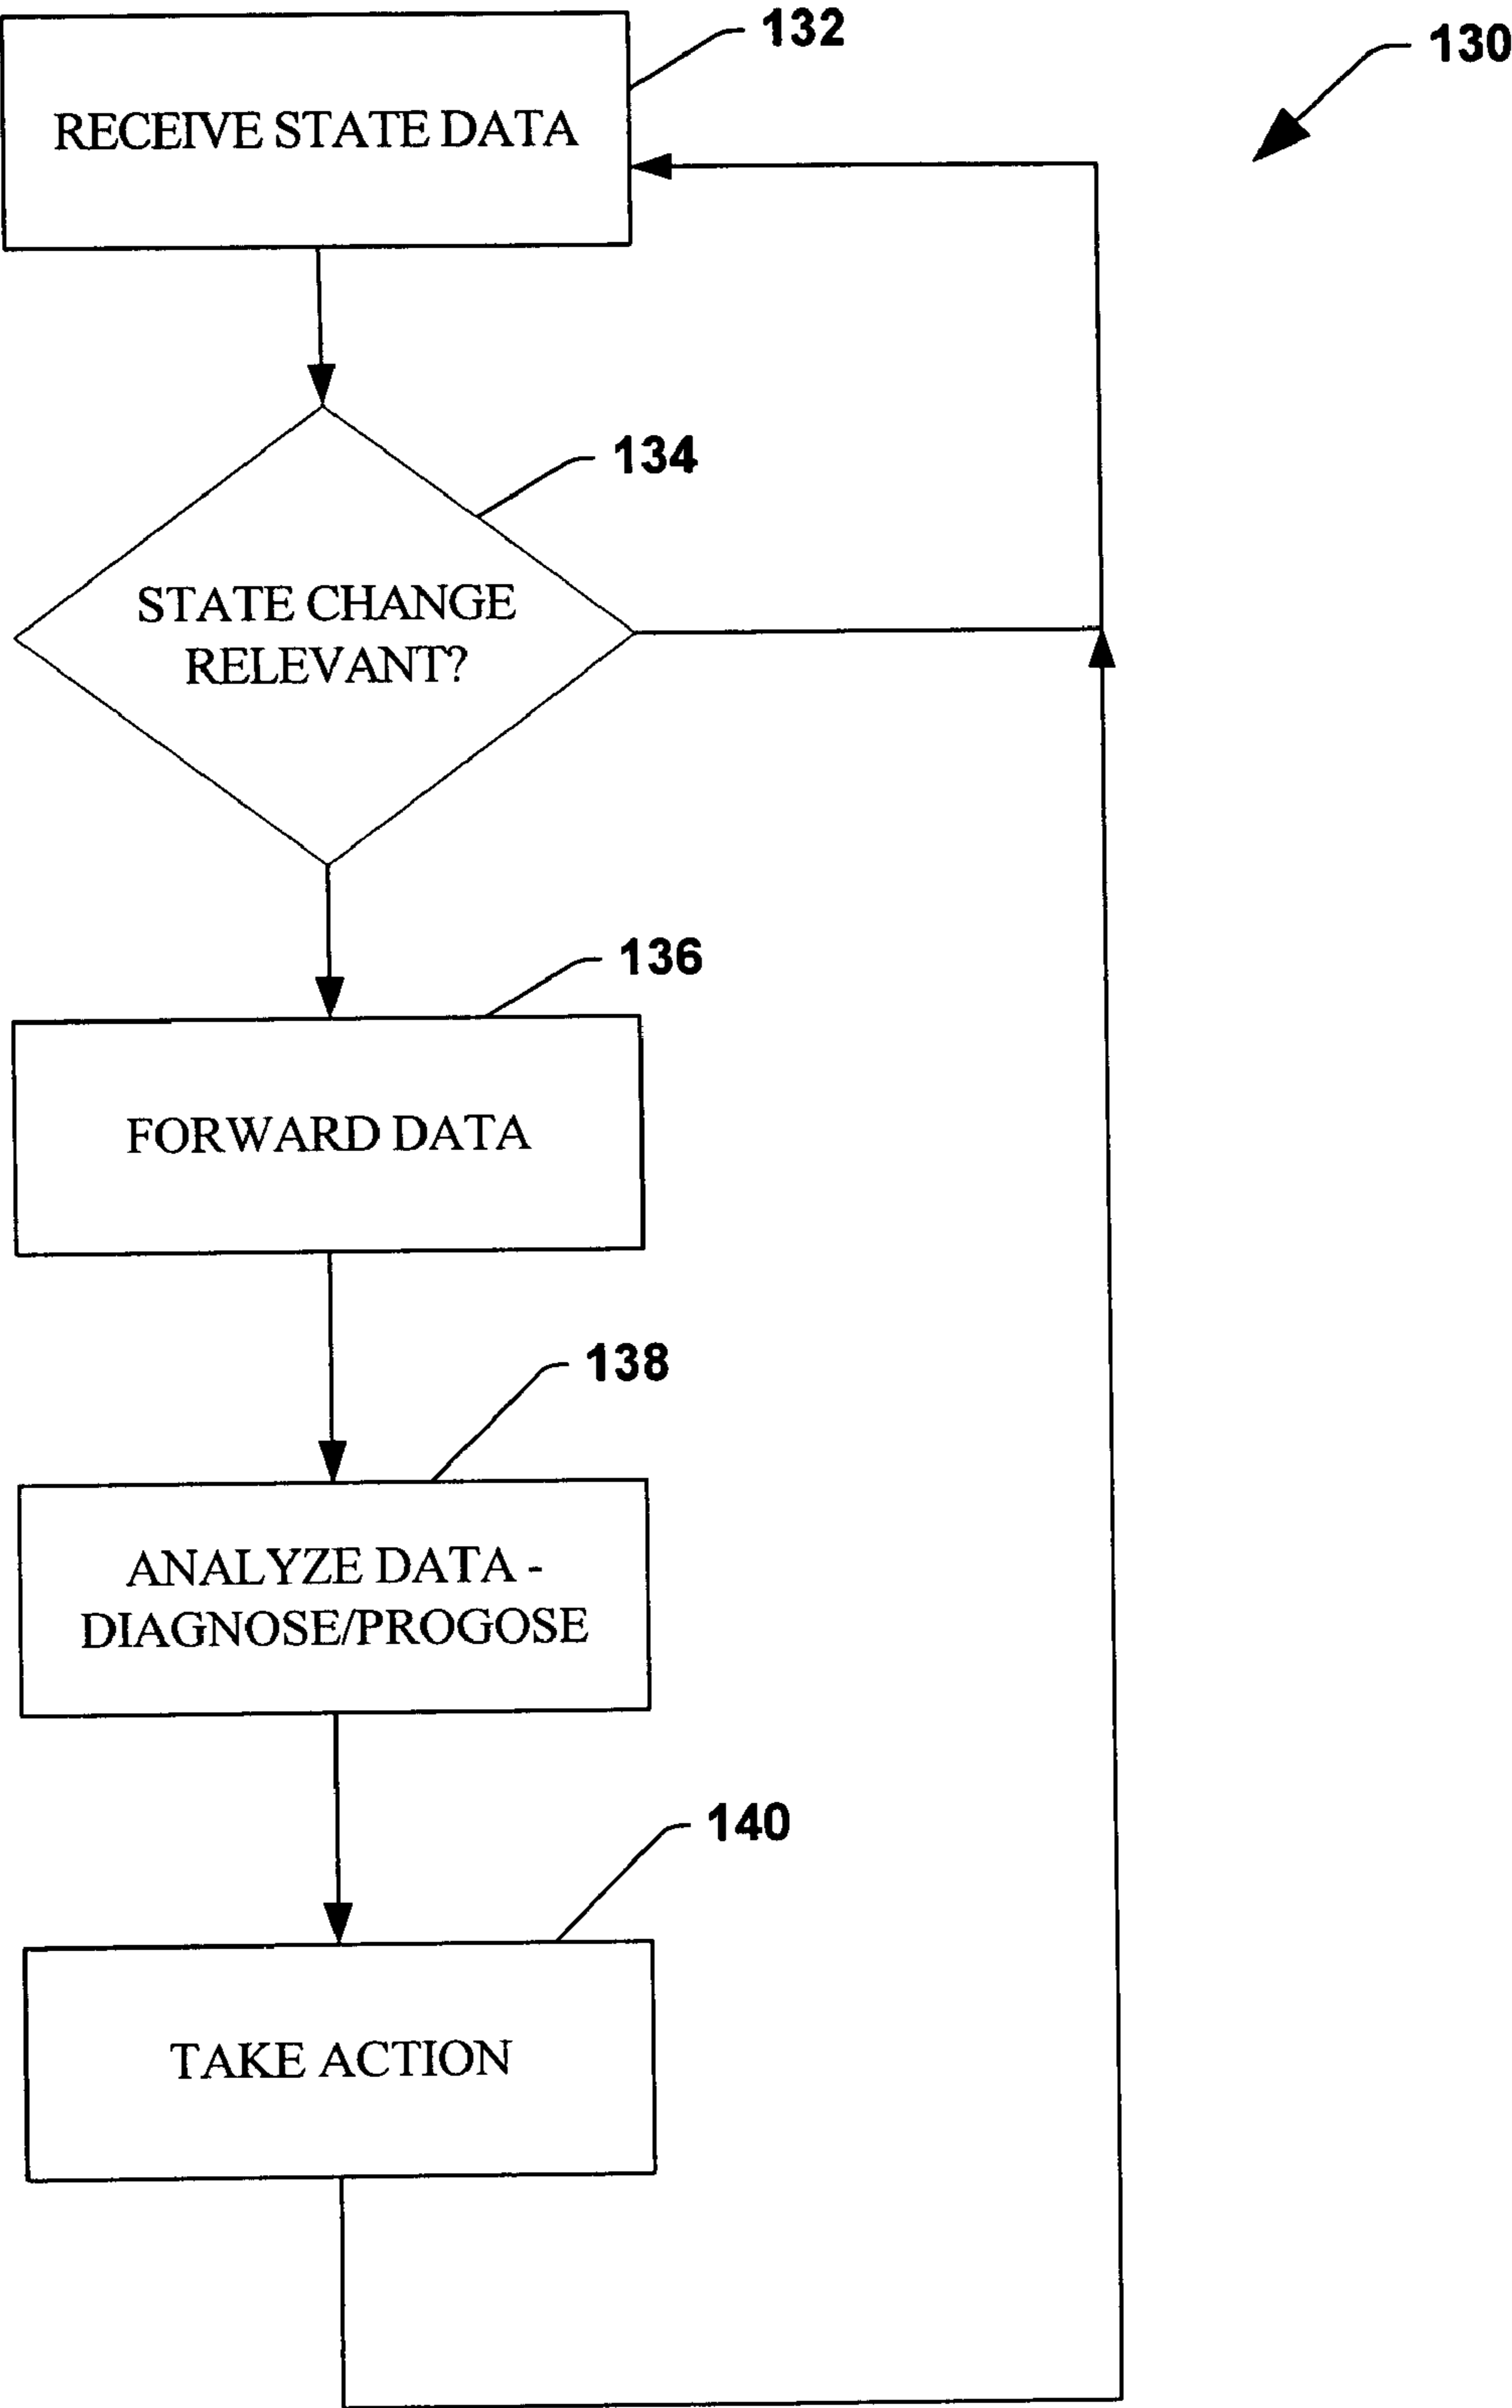 132
130
RECEIVE STATE DATA
134
STATE CHANGE
RELEVANT?
136
FORWARD DATA
138
ANALYZE DATA -
DIAGNOSE/PROGOSE
140
TAKE ACTION